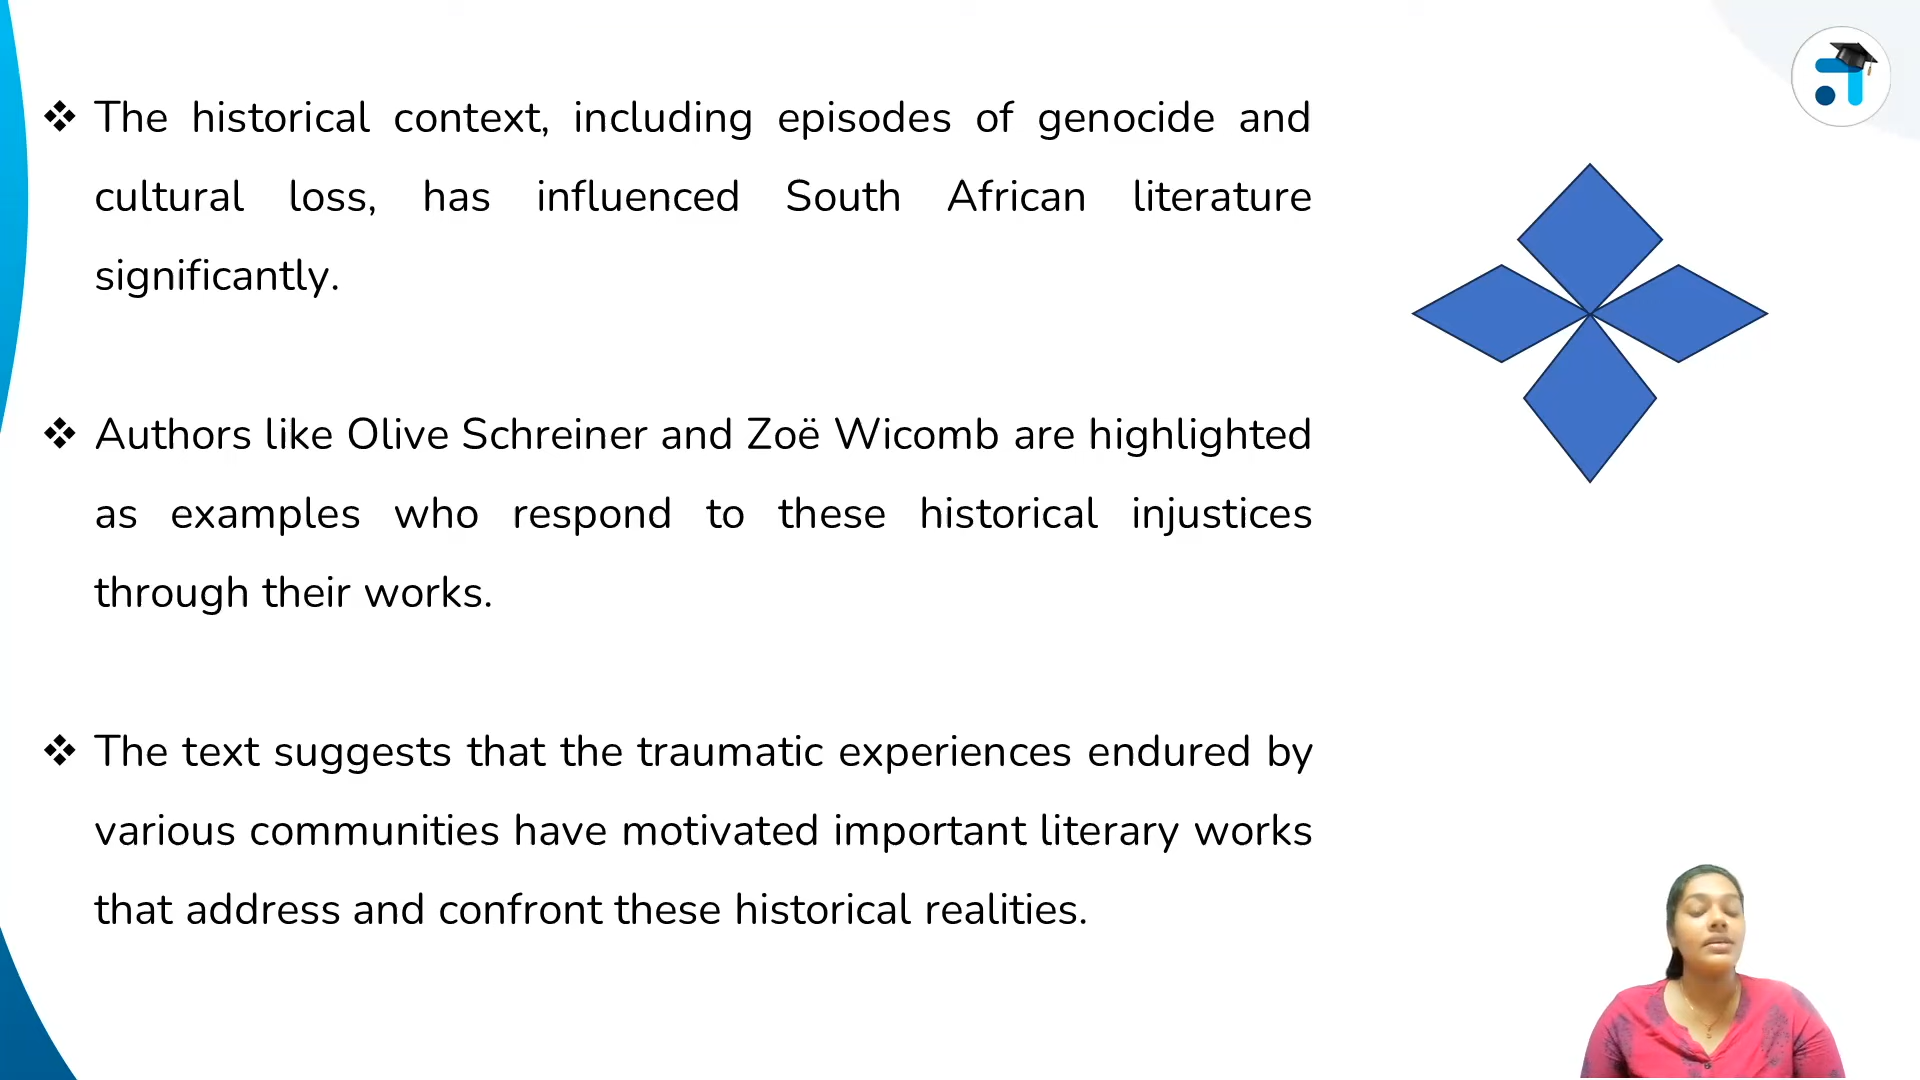 ❖ The historical context, including episodes of genocide and
cultural loss, has influenced South African literature
significantly.
❖ Authors like Olive Schreiner and Zoë Wicomb are highlighted
as examples who respond to these historical injustices
through their works.
❖ The text suggests that the traumatic experiences endured by
various communities have motivated important literary works
that address and confront these historical realities.